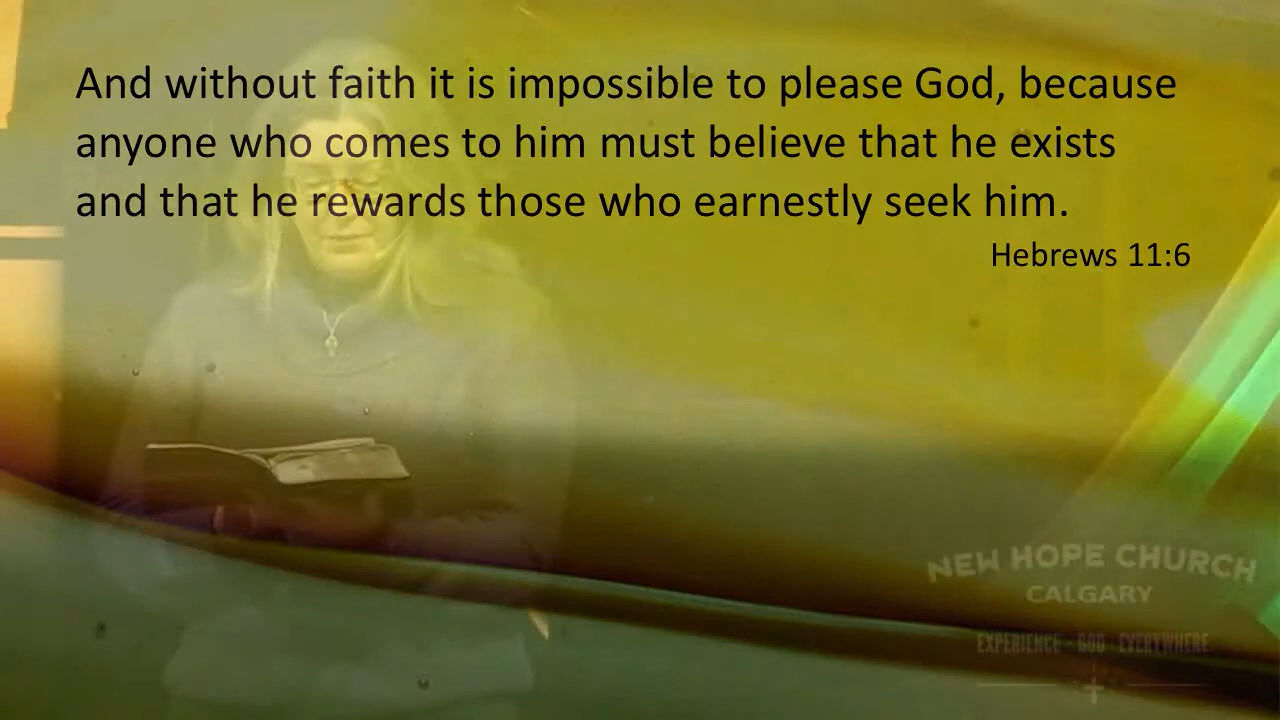 And without faith it is impossible to please God, because
anyone who comes to him must believe that he exists
and that he rewards those who earnestly seek him.
Hebrews 11:6
NEW HOPE CHURCH
CALGARY
EXPERIENCE - GOD - EVERYWHERE